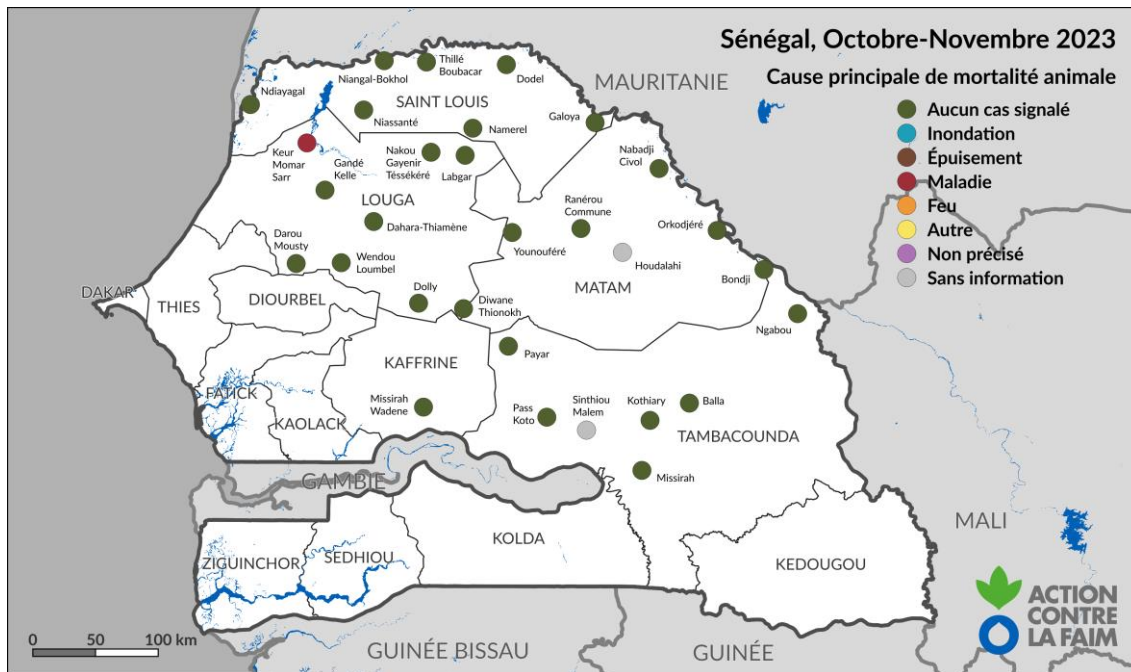 Sénégal, Octobre-Novembre 2023
Cause principale de mortalité animale
Aucun cas signalé
Inondation
Épuisement
Maladie
Feu
Autre
Non précisé
Sans information
MAURITANIE
Niangal-Bokhol
Thillé
Boubacar
Dodel
Ndiayagal
SAINT LOUIS
Niassanté
Namerel
Galoya
Keur
Momar
Sarr
Gandé
Kelle
Nakou
Gayenir
Téssékéré
Labgar
Nabadji
Civol
LOUGA
Ranérou
Commune
Dahara-Thiamène
Younouféré
Orkodjéré
Darou
Mousty
Wendou
Loumbel
Houdalahi
Bondji
MATAM
DAKAR
THIES
DIOURBEL
Dolly
Diwane
Thionokh
Ngabou
Payar
KAFFRINE
FATICK
KAOLACK
Missirah
Wadene
Pass
Koto
Sinthiou
Malem
Kothiary
Balla
TAMBACOUNDA
Missirah
GAMBIE
MALI
ZIGUINCHOR
SEDHIOU
KOLDA
KEDOUGOU
GUINÉE BISSAU
GUINÉE
0 50 100 km
ACTION
CONTRE
LA FAIM